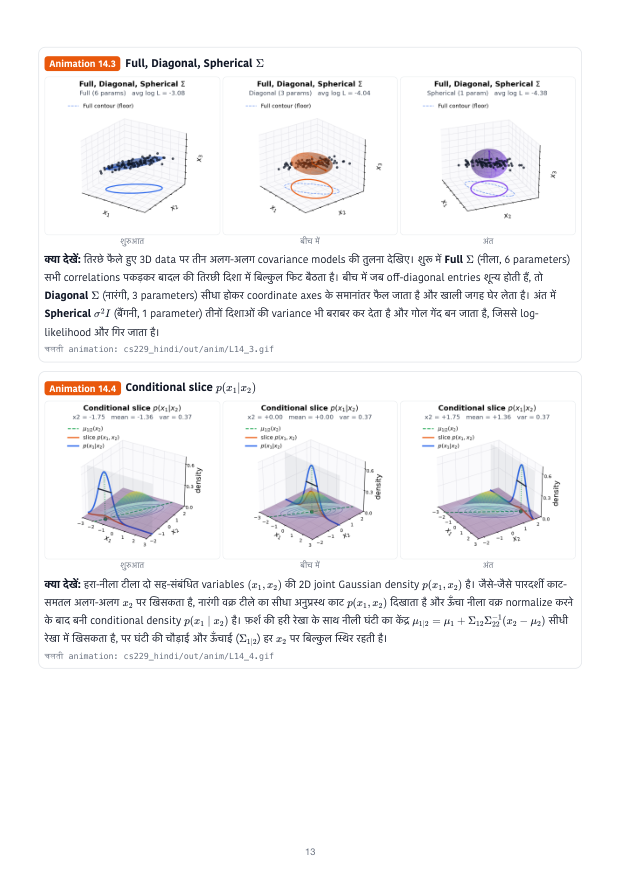 Animation 14.3 Full, Diagonal, Spherical Σ
Full, Diagonal, Spherical Σ
Full (6 params) avg log L = -3.08
Full contour (floor)
x₁
x₂
x₃
शुरुआत
Full, Diagonal, Spherical Σ
Diagonal (3 params) avg log L = -4.04
Full contour (floor)
x₁
x₂
x₃
बीच में
Full, Diagonal, Spherical Σ
Spherical (1 param) avg log L = -4.38
Full contour (floor)
x₁
x₂
x₃
अंत
क्या देखें: तिरछे फैले हुए 3D data पर तीन अलग-अलग covariance models की तुलना देखिए। शुरू में Full Σ (नीला, 6 parameters)
सभी correlations पकड़कर बादल की तिरछी दिशा में बिल्कुल फिट बैठता है। बीच में जब off-diagonal entries शून्य होती हैं, तो
Diagonal Σ (नारंगी, 3 parameters) सीधा होकर coordinate axes के समानांतर फैल जाता है और खाली जगह घेर लेता है। अंत में
Spherical σ²I (बैंगनी, 1 parameter) तीनों दिशाओं की variance भी बराबर कर देता है और गोल गेंद बन जाता है, जिससे log-
likelihood और गिर जाता है।
चलती animation: cs229_hindi/out/anim/L14_3.gif
Animation 14.4 Conditional slice p(x₁|x₂)
Conditional slice p(x₁|x₂)
x2 = -1.75 mean = -1.36 var = 0.37
μ₁|₂(x₂)
slice p(x₁, x₂)
p(x₁|x₂)
density
शुरुआत
Conditional slice p(x₁|x₂)
x2 = +0.00 mean = +0.00 var = 0.37
μ₁|₂(x₂)
slice p(x₁, x₂)
p(x₁|x₂)
density
बीच में
Conditional slice p(x₁|x₂)
x2 = +1.75 mean = +1.36 var = 0.37
μ₁|₂(x₂)
slice p(x₁, x₂)
p(x₁|x₂)
density
अंत
क्या देखें: हरा-नीला टीला दो सह-संबंधित variables (x₁, x₂) की 2D joint Gaussian density p(x₁, x₂) है। जैसे-जैसे पारदर्शी काट-
समतल अलग-अलग x₂ पर खिसकता है, नारंगी वक्र टीले का सीधा अनुप्रस्थ काट p(x₁, x₂) दिखाता है और ऊँचा नीला वक्र normalize करने
के बाद बनी conditional density p(x₁ | x₂) है। फ़र्श की हरी रेखा के साथ नीली घंटी का केंद्र μ₁|₂ = μ₁ + Σ₁₂Σ₂₂⁻¹(x₂ − μ₂) सीधी
रेखा में खिसकता है, पर घंटी की चौड़ाई और ऊँचाई (Σ₁|₂) हर x₂ पर बिल्कुल स्थिर रहती है।
चलती animation: cs229_hindi/out/anim/L14_4.gif
13